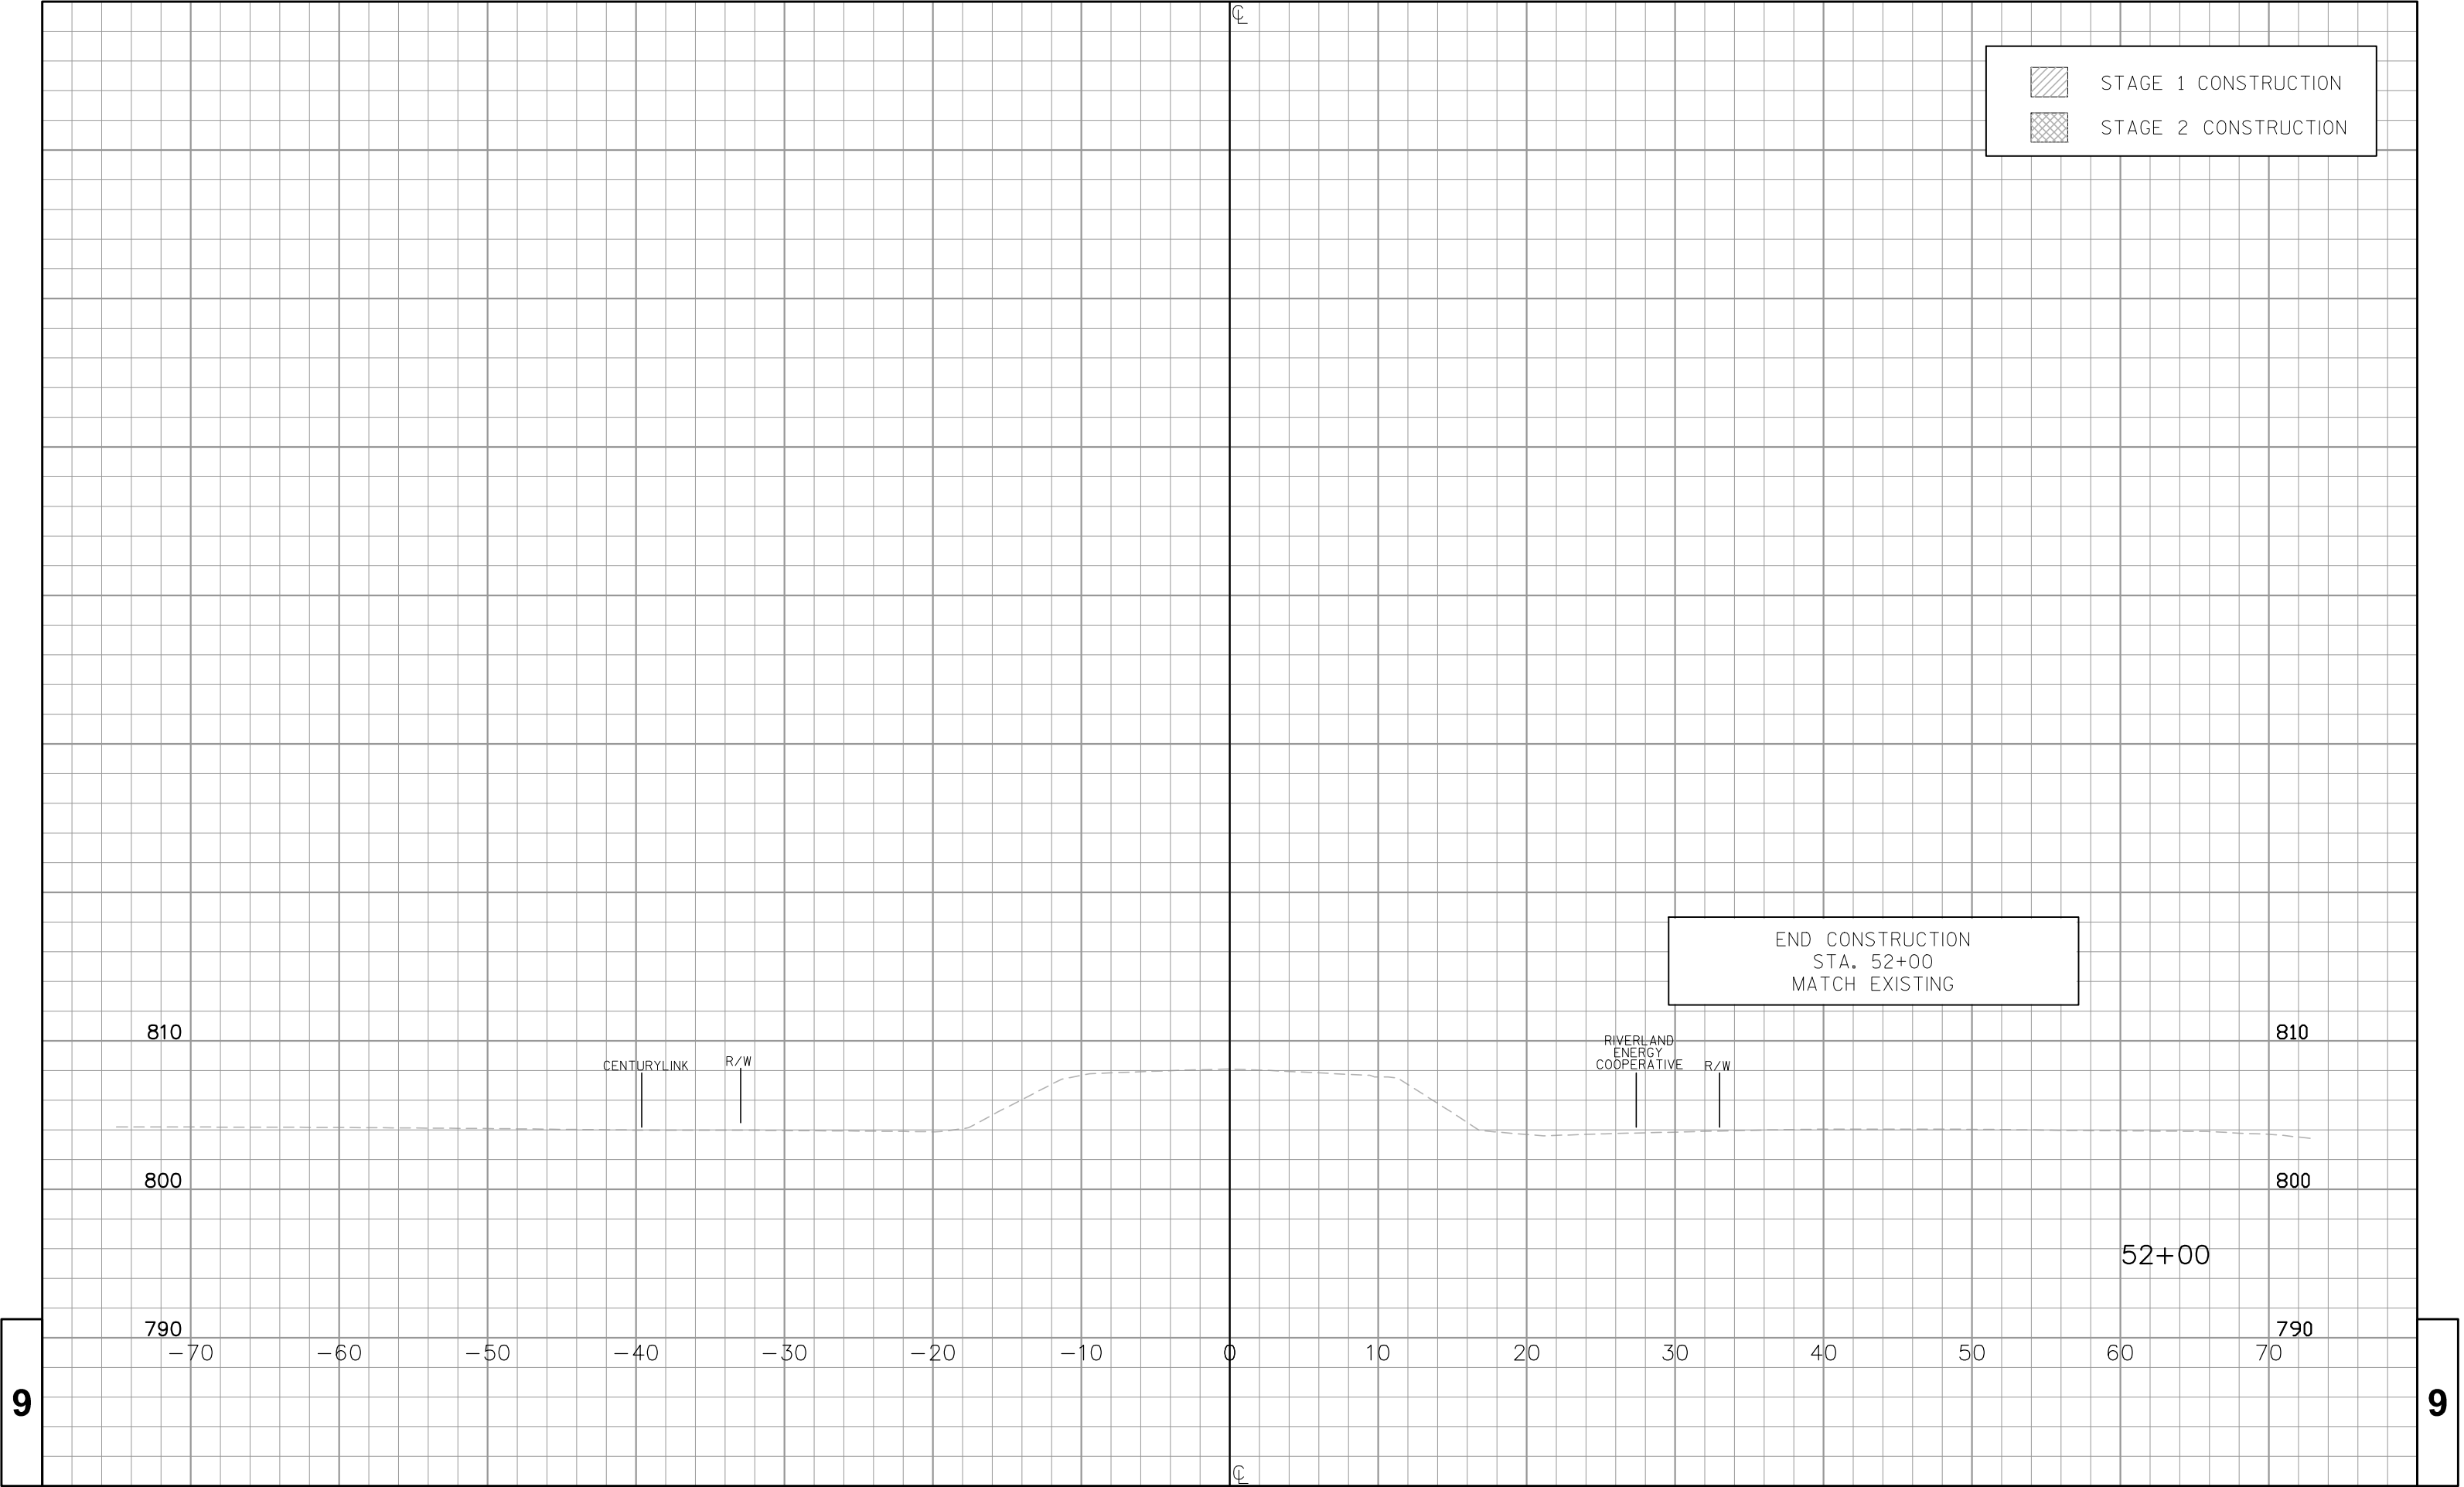 CL
STAGE 1 CONSTRUCTION
STAGE 2 CONSTRUCTION
END CONSTRUCTION
STA. 52+00
MATCH EXISTING
810
810
CENTURYLINK
R/W
RIVERLAND
ENERGY
COOPERATIVE
R/W
800
800
52+00
790
790
-70 -60 -50 -40 -30 -20 -10 0 10 20 30 40 50 60 70
9
9
CL